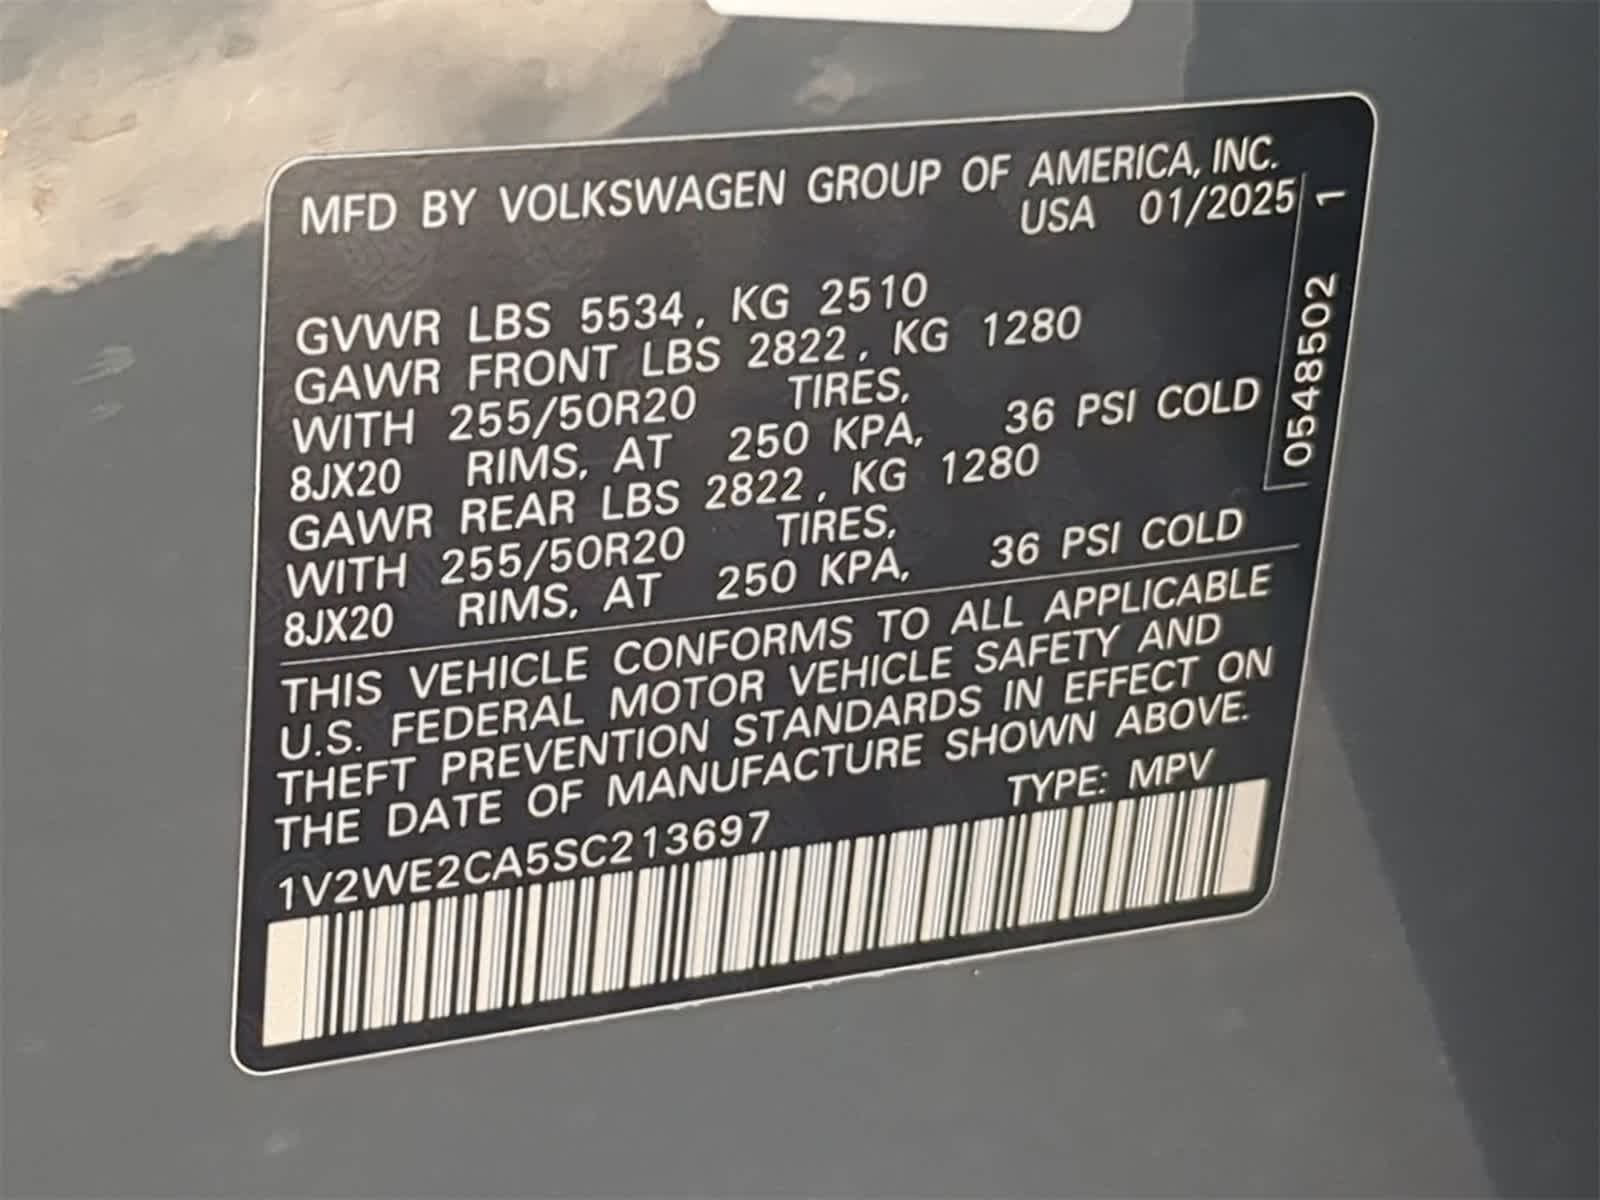 MFD BY VOLKSWAGEN GROUP OF AMERICA, INC.
USA 01/2025
GVWR LBS 5534, KG 2510
GAWR FRONT LBS 2822, KG 1280
WITH 255/50R20 TIRES,
8JX20 RIMS, AT 250 KPA, 36 PSI COLD
GAWR REAR LBS 2822, KG 1280
WITH 255/50R20 TIRES,
8JX20 RIMS, AT 250 KPA, 36 PSI COLD
0548502 1
THIS VEHICLE CONFORMS TO ALL APPLICABLE
U.S. FEDERAL MOTOR VEHICLE SAFETY AND
THEFT PREVENTION STANDARDS IN EFFECT ON
THE DATE OF MANUFACTURE SHOWN ABOVE.
TYPE: MPV
1V2WE2CA5SC213697